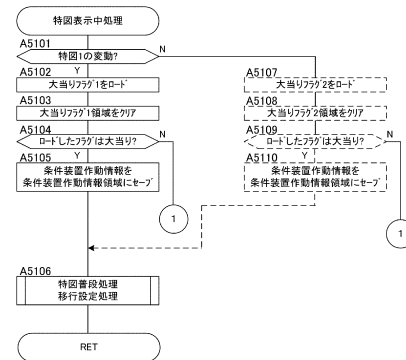 特図表示中処理
A5101
特図1の変動?
N
Y
A5102
大当りフラグ1をロード
A5103
大当りフラグ1領域をクリア
A5104
ロードしたフラグは大当り?
N
Y
A5105
条件装置作動情報を
条件装置作動情報領域にセーブ
1
A5107
大当りフラグ2をロード
A5108
大当りフラグ2領域をクリア
A5109
ロードしたフラグは大当り?
N
Y
A5110
条件装置作動情報を
条件装置作動情報領域にセーブ
1
A5106
特図普段処理
移行設定処理
RET